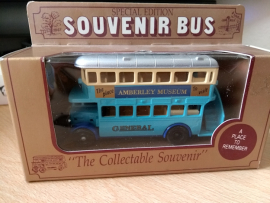 SPECIAL EDITION
SOUVENIR BUS
AMBERLEY MUSEUM
GENERAL
A
PLACE
TO
REMEMBER
"The Collectable Souvenir"